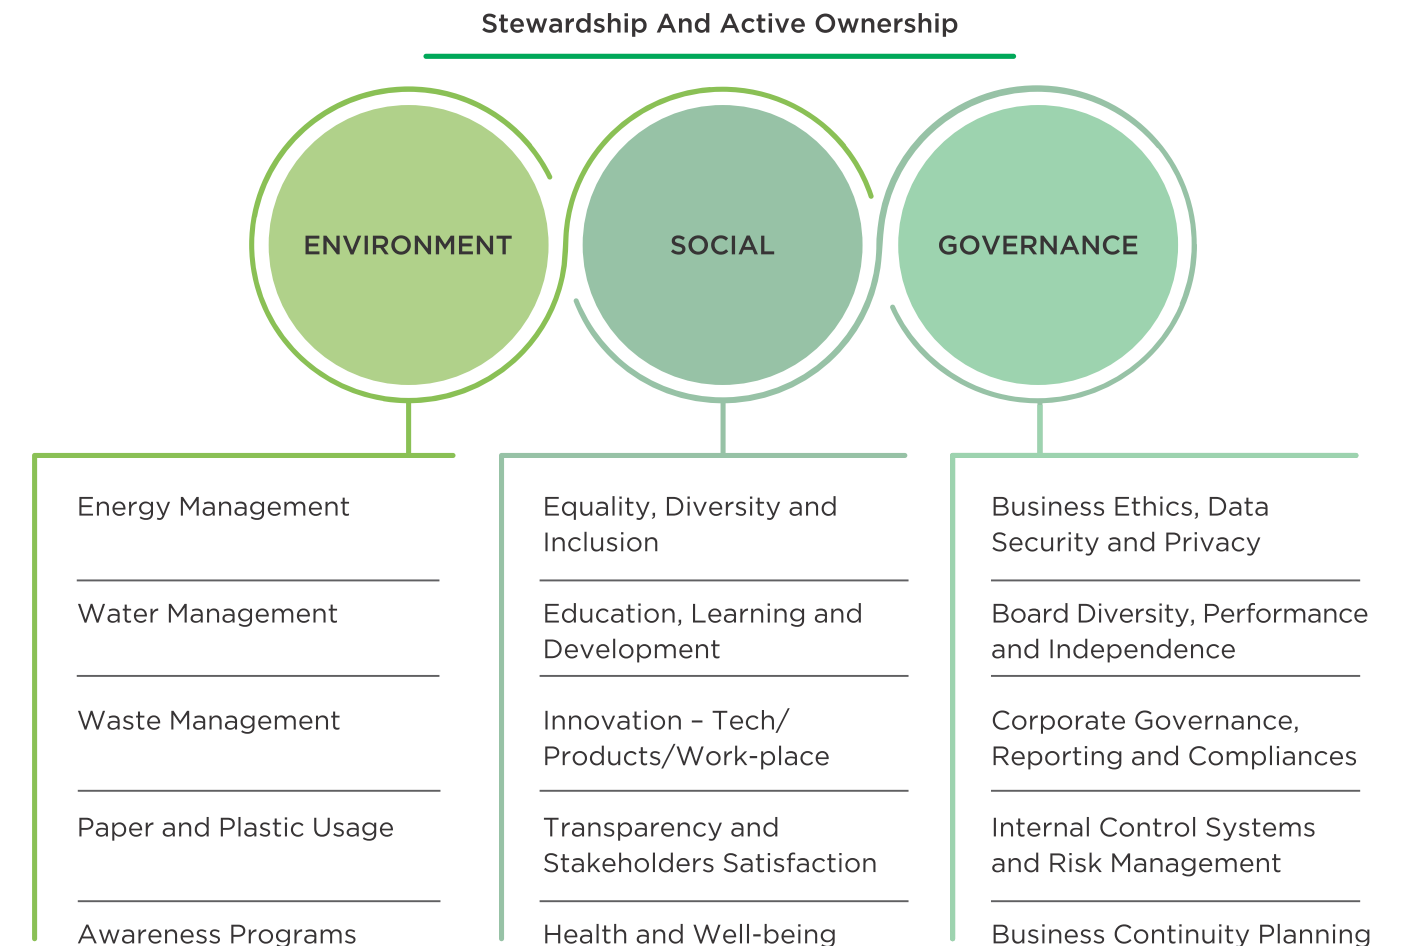 Stewardship And Active Ownership
ENVIRONMENT
SOCIAL
GOVERNANCE
Energy Management
Water Management
Waste Management
Paper and Plastic Usage
Awareness Programs
Equality, Diversity and
Inclusion
Education, Learning and
Development
Innovation – Tech/
Products/Work-place
Transparency and
Stakeholders Satisfaction
Health and Well-being
Business Ethics, Data
Security and Privacy
Board Diversity, Performance
and Independence
Corporate Governance,
Reporting and Compliances
Internal Control Systems
and Risk Management
Business Continuity Planning